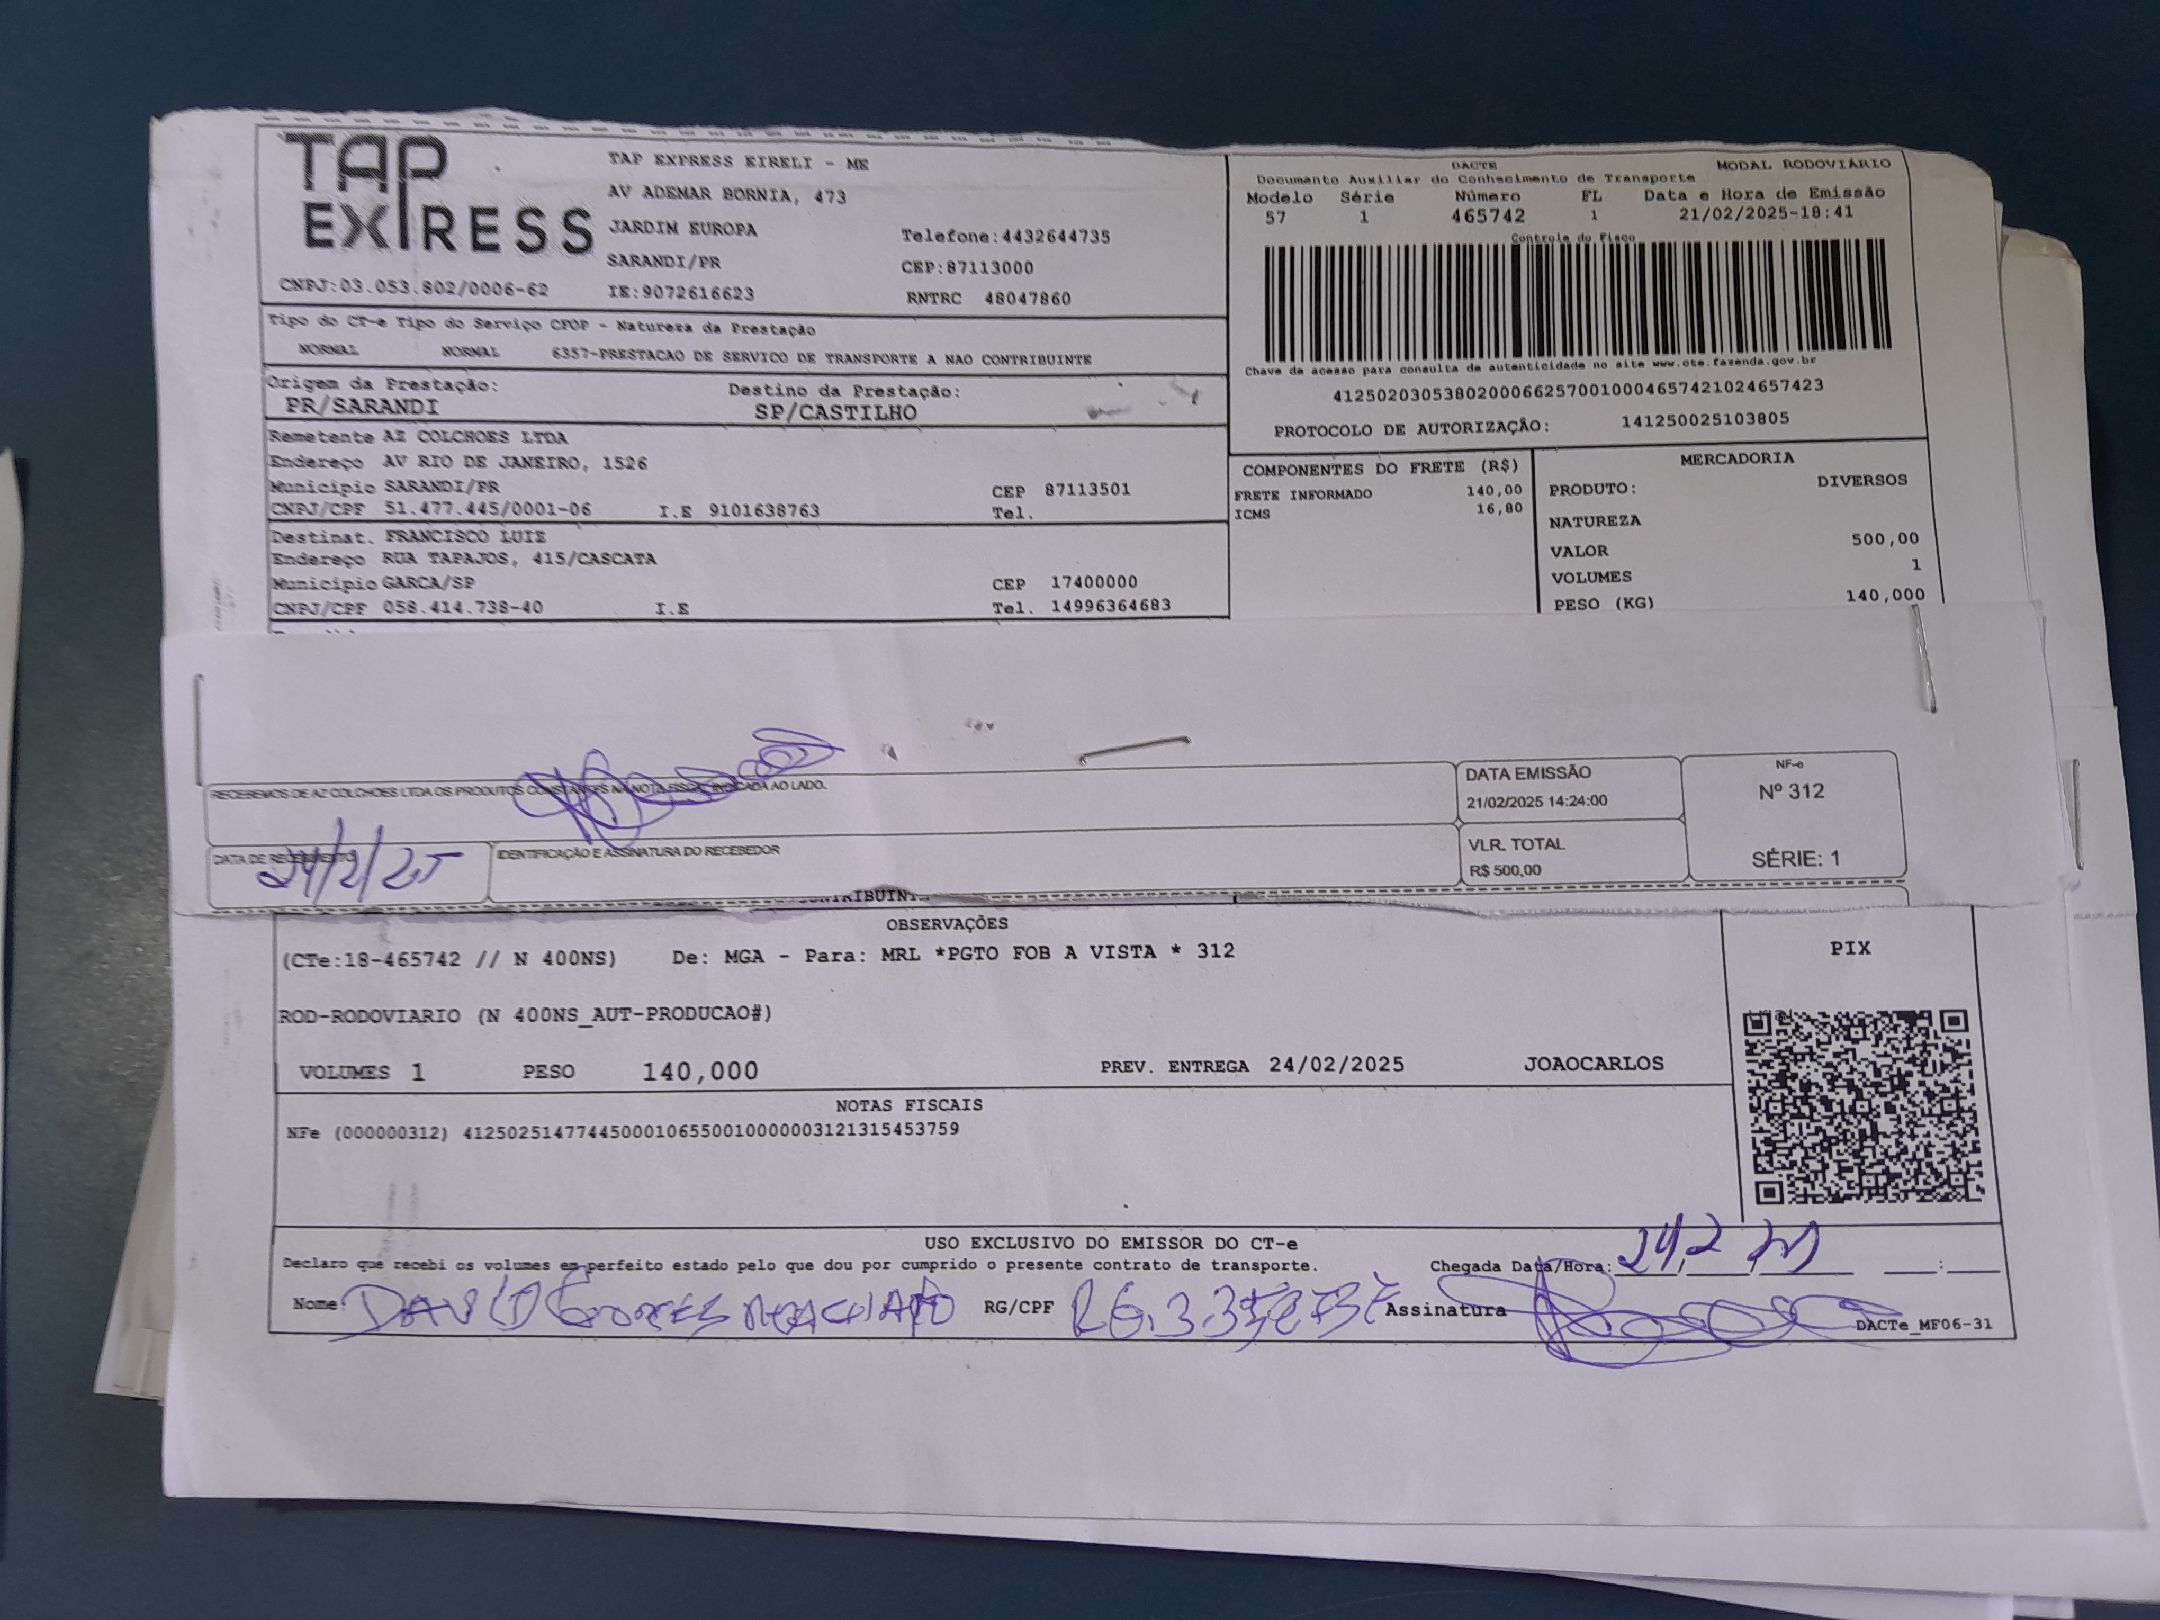 TAP EXPRESS
TAP EXPRESS EIRELI - ME
AV ADEMAR BORNIA, 473
JARDIM EUROPA Telefone:4432644735
SARANDI/PR CEP:87113000
CNPJ:03.053.802/0006-62 IE:9072616623 RNTRC 48047860
DACTE MODAL RODOVIÁRIO
Documento Auxiliar do Conhecimento de Transporte
Modelo Série Número FL Data e Hora de Emissão
57 1 465742 1 21/02/2025-18:41
Controle do Fisco
Chave de acesso para consulta de autenticidade no site www.cte.fazenda.gov.br
41250203053802000662570010004657421024657423
PROTOCOLO DE AUTORIZAÇÃO: 141250025103805
Tipo do CT-e Tipo do Serviço CFOP - Natureza da Prestação
NORMAL NORMAL 6357-PRESTACAO DE SERVICO DE TRANSPORTE A NAO CONTRIBUINTE
Origem da Prestação: Destino da Prestação:
PR/SARANDI SP/CASTILHO
Remetente AZ COLCHOES LTDA
Endereço AV RIO DE JANEIRO, 1526
Município SARANDI/PR CEP 87113501
CNPJ/CPF 51.477.445/0001-06 I.E 9101638763 Tel.
Destinat. FRANCISCO LUIZ
Endereço RUA TAPAJOS, 415/CASCATA
Município GARCA/SP CEP 17400000
CNPJ/CPF 058.414.738-40 I.E Tel. 14996364683
COMPONENTES DO FRETE (R$)
FRETE INFORMADO 140,00
ICMS 16,80
MERCADORIA
PRODUTO: DIVERSOS
NATUREZA
VALOR 500,00
VOLUMES 1
PESO (KG) 140,000
RECEBEMOS DE AZ COLCHOES LTDA OS PRODUTOS CONSTANTES NA NOTA FISCAL INDICADA AO LADO.
DATA EMISSÃO
21/02/2025 14:24:00
NF-e
Nº 312
SÉRIE: 1
DATA DE RECEBIMENTO
24/2/25
IDENTIFICAÇÃO E ASSINATURA DO RECEBEDOR
VLR. TOTAL
R$ 500,00
OBSERVAÇÕES
(CTe:18-465742 // N 400NS) De: MGA - Para: MRL *PGTO FOB A VISTA * 312
ROD-RODOVIARIO (N 400NS_AUT-PRODUCAO#)
VOLUMES 1 PESO 140,000 PREV. ENTREGA 24/02/2025 JOAOCARLOS
PIX
NOTAS FISCAIS
NFe (000000312) 41250251477445000106550010000003121315453759
USO EXCLUSIVO DO EMISSOR DO CT-e
Declaro que recebi os volumes em perfeito estado pelo que dou por cumprido o presente contrato de transporte. Chegada Data/Hora: 24, 2
Nome: DAVID RG/CPF Assinatura
DACTe_MF06-31